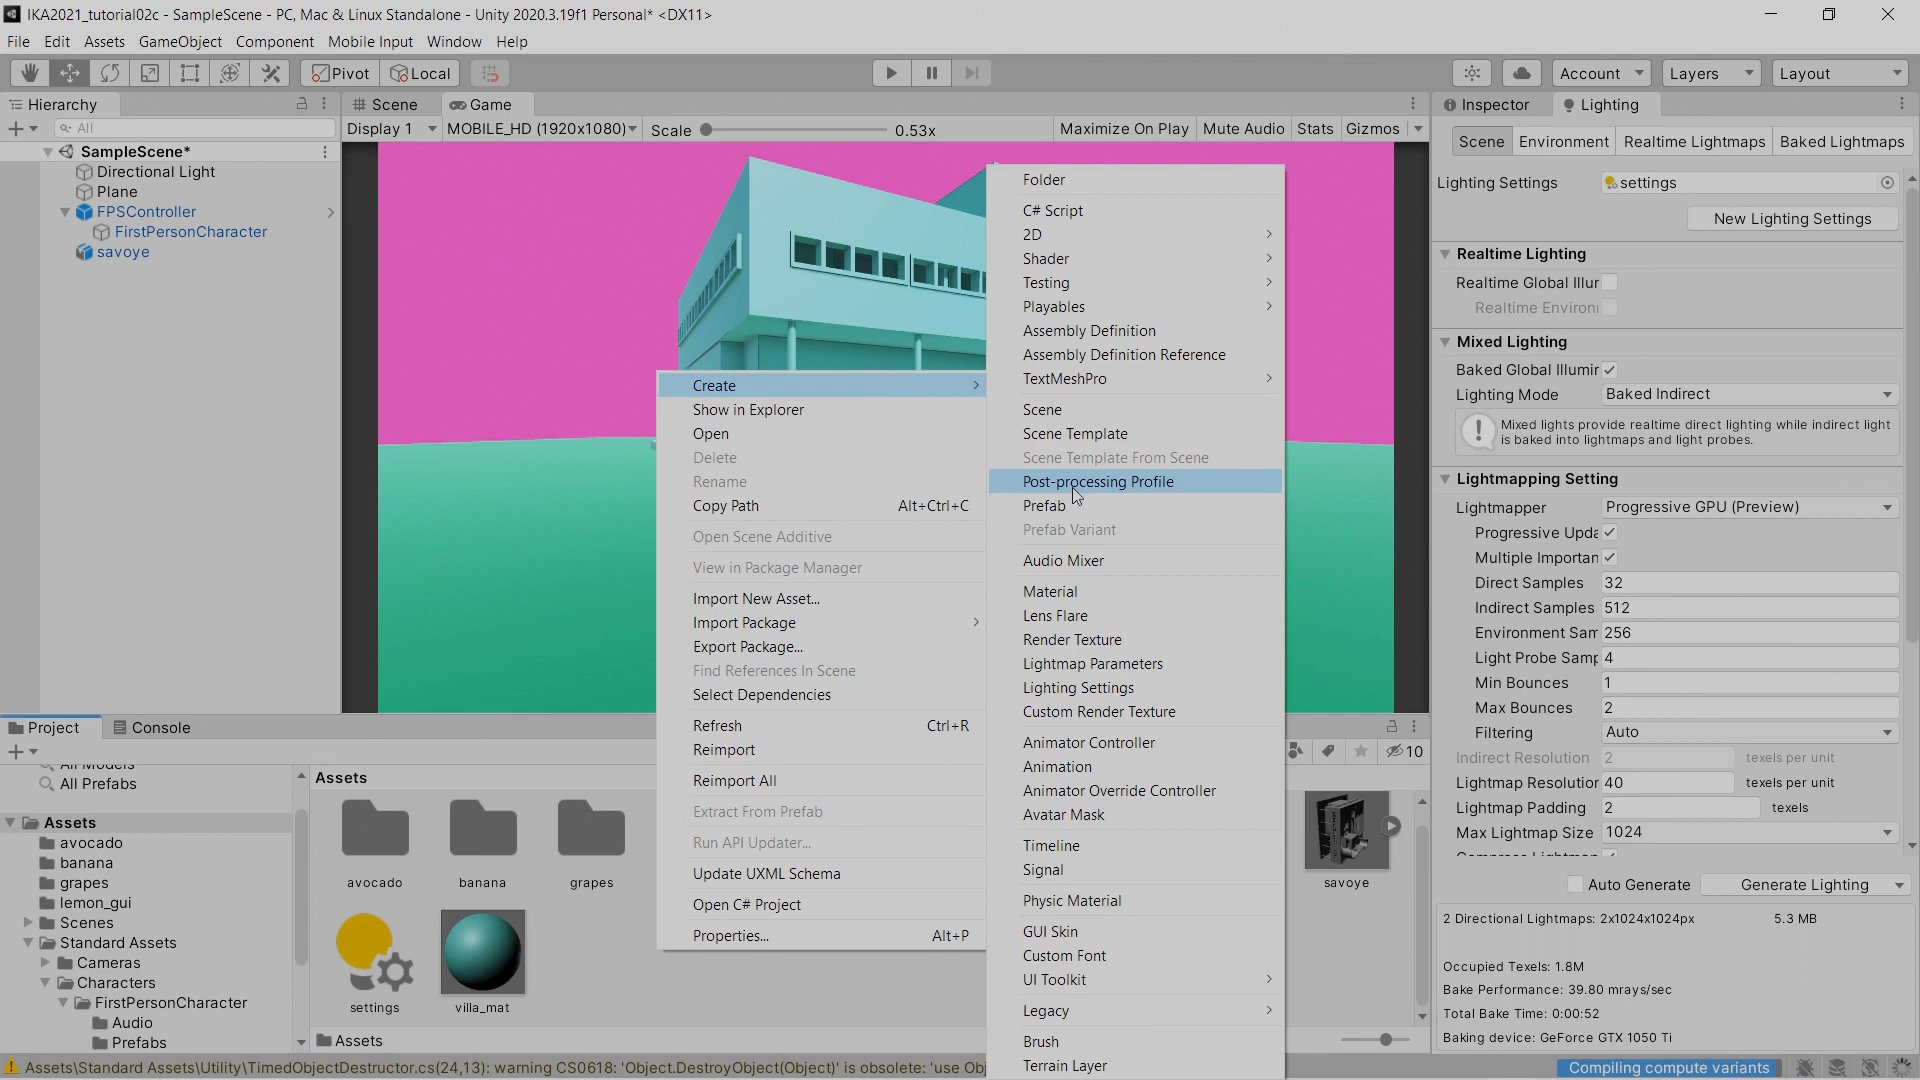 IKA2021_tutorial02c - SampleScene - PC, Mac & Linux Standalone - Unity 2020.3.19f1 Personal* <DX11>
File Edit Assets GameObject Component Mobile Input Window Help
Pivot Local
Account Layers Layout
Hierarchy
All
SampleScene*
Directional Light
Plane
FPSController
FirstPersonCharacter
savoye
Scene Game
Display 1 MOBILE_HD (1920x1080) Scale 0.53x Maximize On Play Mute Audio Stats Gizmos
Create
Show in Explorer
Open
Delete
Rename
Copy Path Alt+Ctrl+C
Open Scene Additive
View in Package Manager
Import New Asset...
Import Package
Export Package...
Find References In Scene
Select Dependencies
Refresh Ctrl+R
Reimport
Reimport All
Extract From Prefab
Run API Updater...
Update UXML Schema
Open C# Project
Properties... Alt+P
Folder
C# Script
2D
Shader
Testing
Playables
Assembly Definition
Assembly Definition Reference
TextMeshPro
Scene
Scene Template
Scene Template From Scene
Post-processing Profile
Prefab
Prefab Variant
Audio Mixer
Material
Lens Flare
Render Texture
Lightmap Parameters
Lighting Settings
Custom Render Texture
Animator Controller
Animation
Animator Override Controller
Avatar Mask
Timeline
Signal
Physic Material
GUI Skin
Custom Font
UI Toolkit
Legacy
Brush
Terrain Layer
Inspector Lighting
Scene Environment Realtime Lightmaps Baked Lightmaps
Lighting Settings settings
New Lighting Settings
Realtime Lighting
Realtime Global Illur
Realtime Environ
Mixed Lighting
Baked Global Illumir
Lighting Mode Baked Indirect
Mixed lights provide realtime direct lighting while indirect light
is baked into lightmaps and light probes.
Lightmapping Setting
Lightmapper Progressive GPU (Preview)
Progressive Upda
Multiple Importan
Direct Samples 32
Indirect Samples 512
Environment Sam 256
Light Probe Samp 4
Min Bounces 1
Max Bounces 2
Filtering Auto
Indirect Resolution 2 texels per unit
Lightmap Resolution 40 texels per unit
Lightmap Padding 2 texels
Max Lightmap Size 1024
Auto Generate Generate Lighting
2 Directional Lightmaps: 2x1024x1024px 5.3 MB
Occupied Texels: 1.8M
Bake Performance: 39.80 mrays/sec
Total Bake Time: 0:00:52
Baking device: GeForce GTX 1050 Ti
Project Console
10
All Models
All Prefabs
Assets
avocado
banana
grapes
lemon_gui
Scenes
Standard Assets
Cameras
Characters
FirstPersonCharacter
Audio
Prefabs
Assets
avocado banana grapes savoye
settings villa_mat
Assets
Assets\Standard Assets\Utility\TimedObjectDestructor.cs(24,13): warning CS0618: 'Object.DestroyObject(Object)' is obsolete: 'use Obj
Compiling compute variants